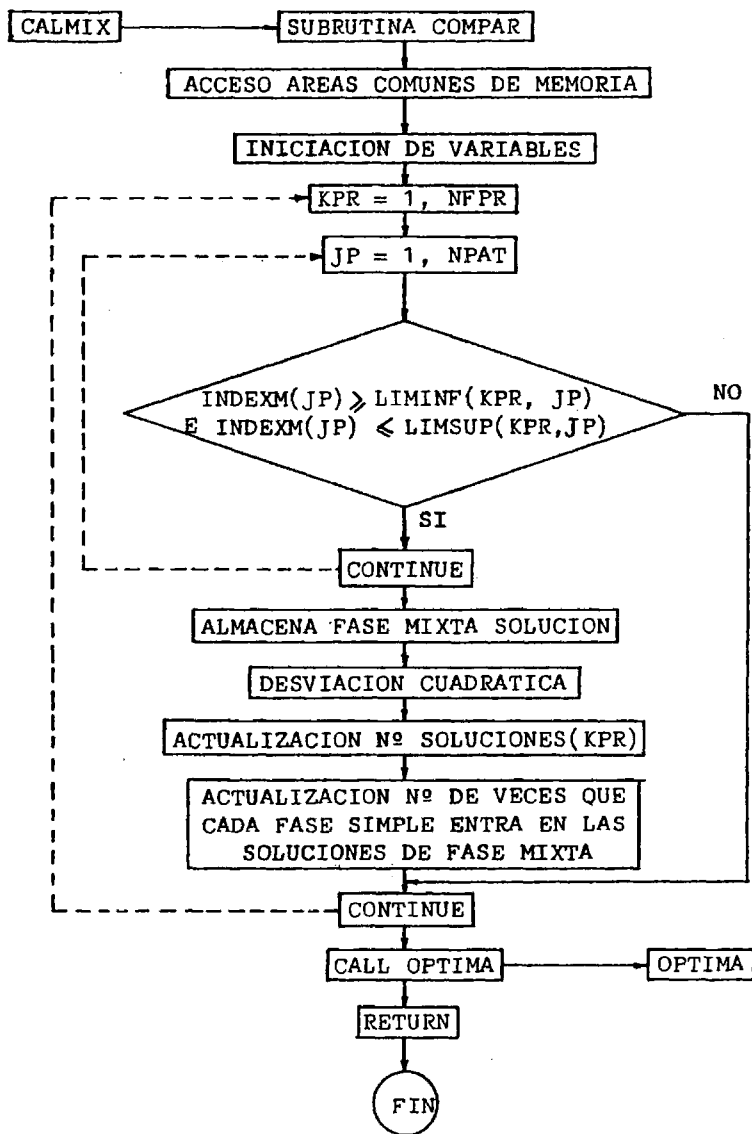 CALMIX
SUBRUTINA COMPAR
ACCESO AREAS COMUNES DE MEMORIA
INICIACION DE VARIABLES
KPR = 1, NFPR
JP = 1, NPAT
INDEXM(JP) ⩾ LIMINF(KPR, JP)
E INDEXM(JP) ⩽ LIMSUP(KPR,JP)
NO
SI
CONTINUE
ALMACENA FASE MIXTA SOLUCION
DESVIACION CUADRATICA
ACTUALIZACION Nº SOLUCIONES(KPR)
ACTUALIZACION Nº DE VECES QUE
CADA FASE SIMPLE ENTRA EN LAS
SOLUCIONES DE FASE MIXTA
CONTINUE
CALL OPTIMA
OPTIMA
RETURN
FIN